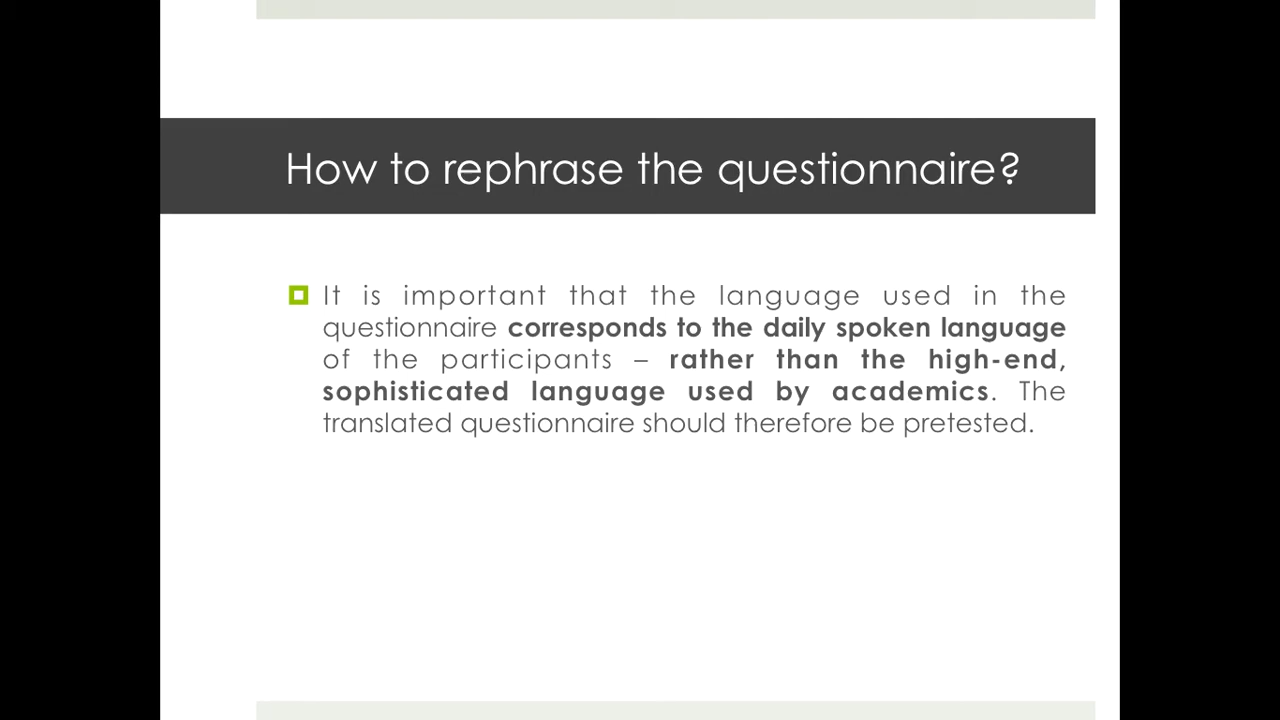 How to rephrase the questionnaire?
It is important that the language used in the
questionnaire corresponds to the daily spoken language
of the participants – rather than the high-end,
sophisticated language used by academics. The
translated questionnaire should therefore be pretested.